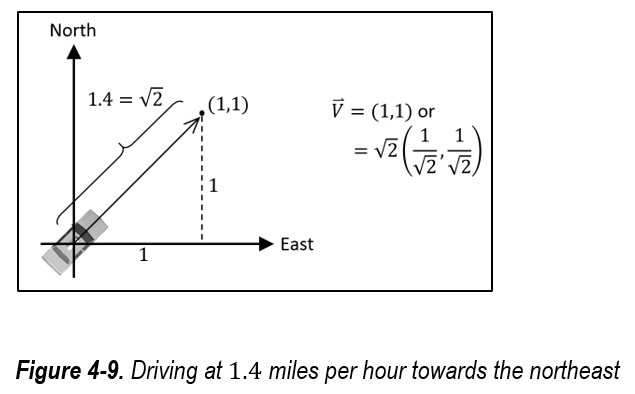 North
1.4 = √2
(1,1)
V⃗ = (1,1) or
= √2(1/√2, 1/√2)
1
East
1
Figure 4-9. Driving at 1.4 miles per hour towards the northeast